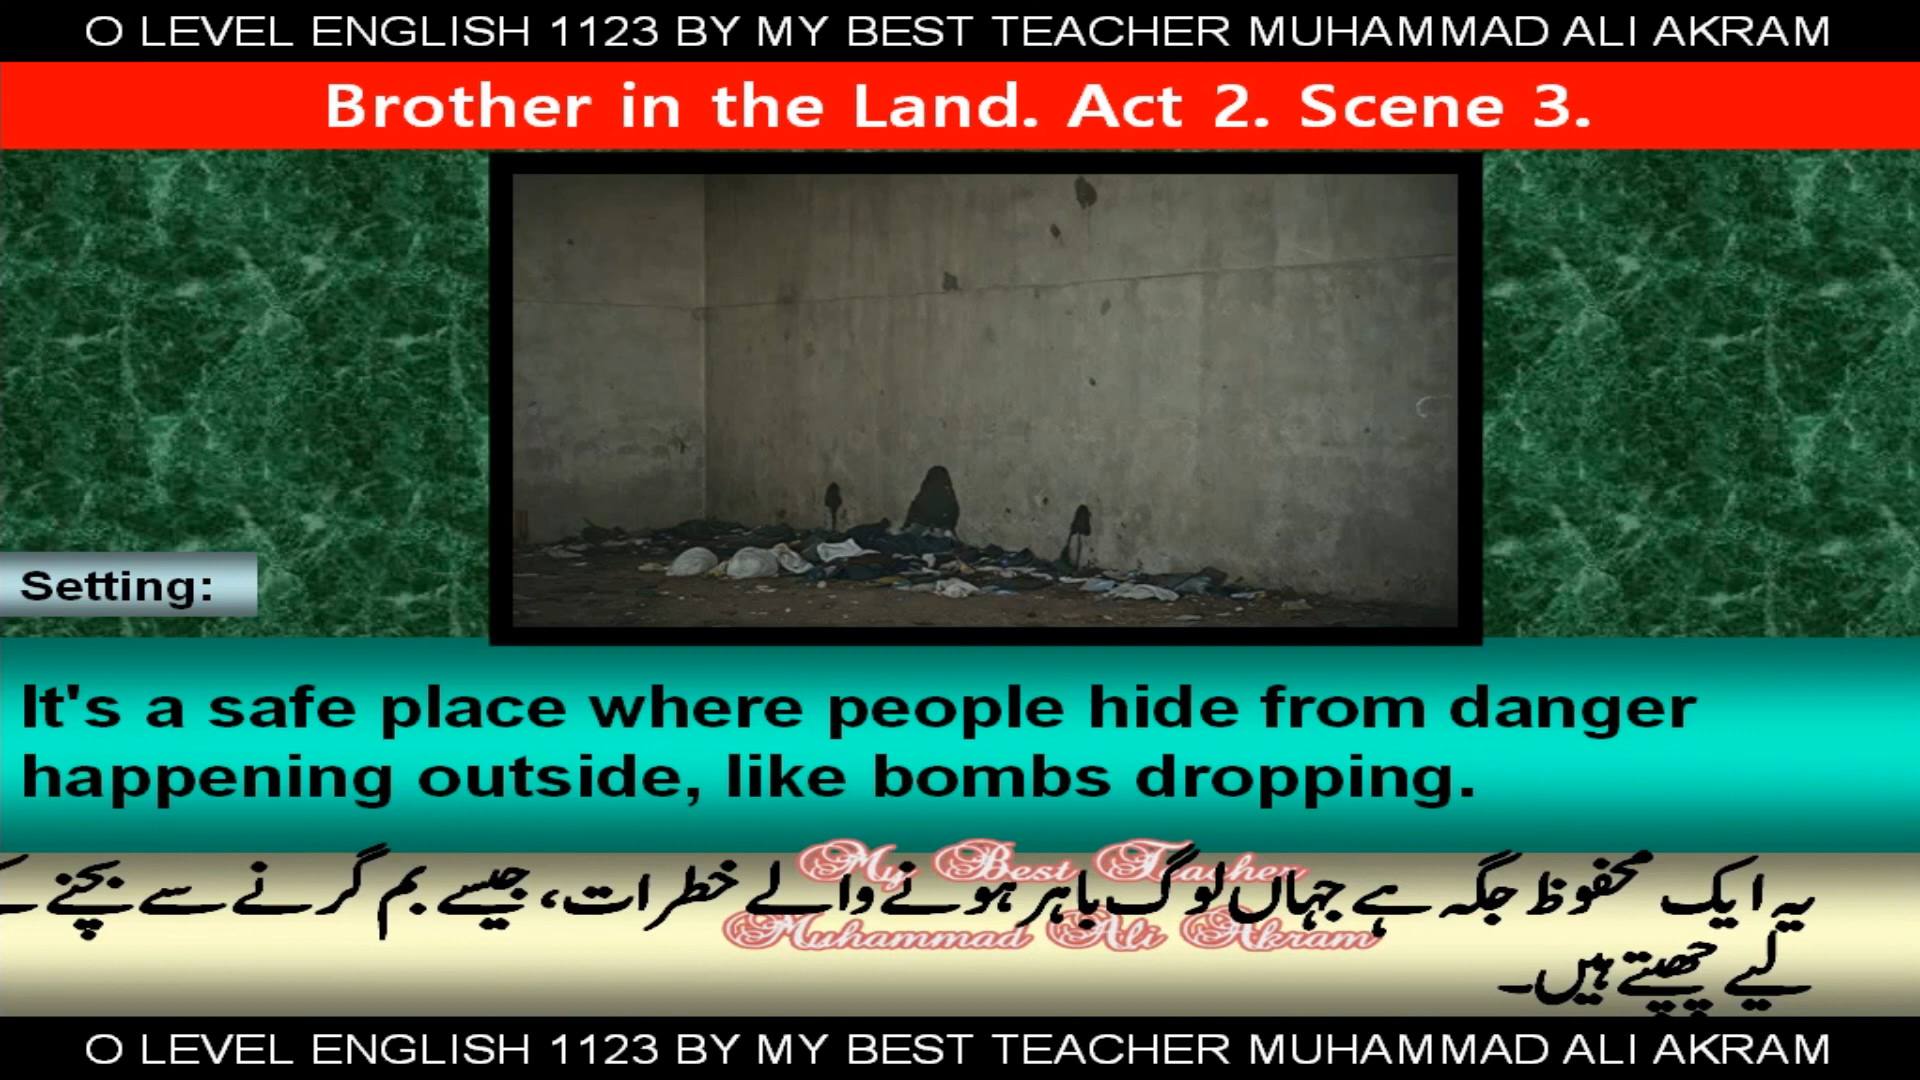 O LEVEL ENGLISH 1123 BY MY BEST TEACHER MUHAMMAD ALI AKRAM
Brother in the Land. Act 2. Scene 3.
Setting:
It's a safe place where people hide from danger
happening outside, like bombs dropping.
یہ ایک محفوظ جگہ ہے جہاں لوگ باہر ہونے والے خطرات، جیسے بم گرنے سے بچنے کے
لیے چھپتے ہیں۔
My Best Teacher
Muhammad Ali Akram
O LEVEL ENGLISH 1123 BY MY BEST TEACHER MUHAMMAD ALI AKRAM